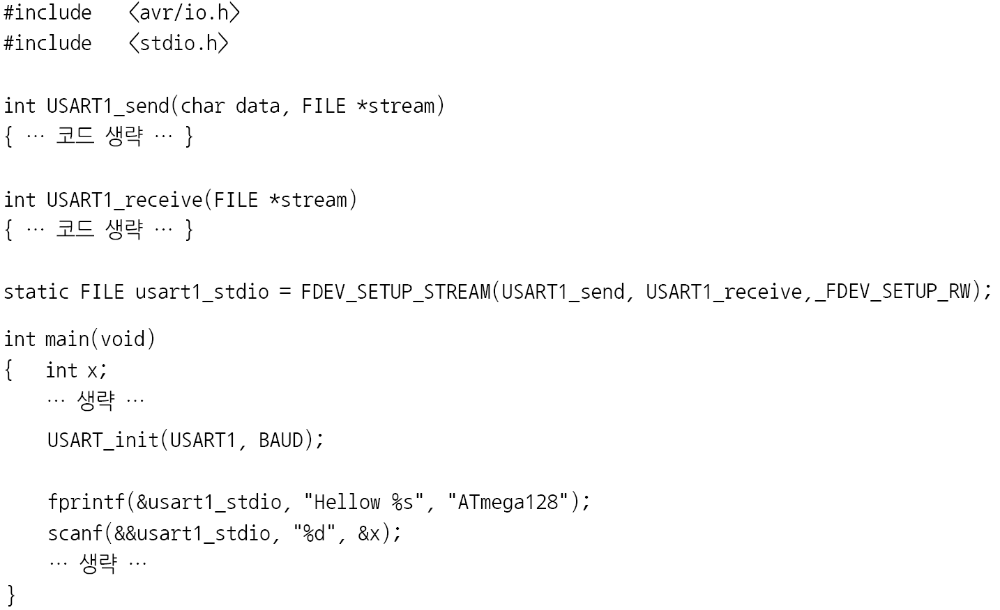 #include 〈avr/io.h〉
#include 〈stdio.h〉
int USART1_send(char data, FILE *stream)
{ … 코드 생략 … }
int USART1_receive(FILE *stream)
{ … 코드 생략 … }
static FILE usart1_stdio = FDEV_SETUP_STREAM(USART1_send, USART1_receive,_FDEV_SETUP_RW);
int main(void)
{ int x;
… 생략 …
USART_init(USART1, BAUD);
fprintf(&usart1_stdio, "Hellow %s", "ATmega128");
scanf(&&usart1_stdio, "%d", &x);
… 생략 …
}